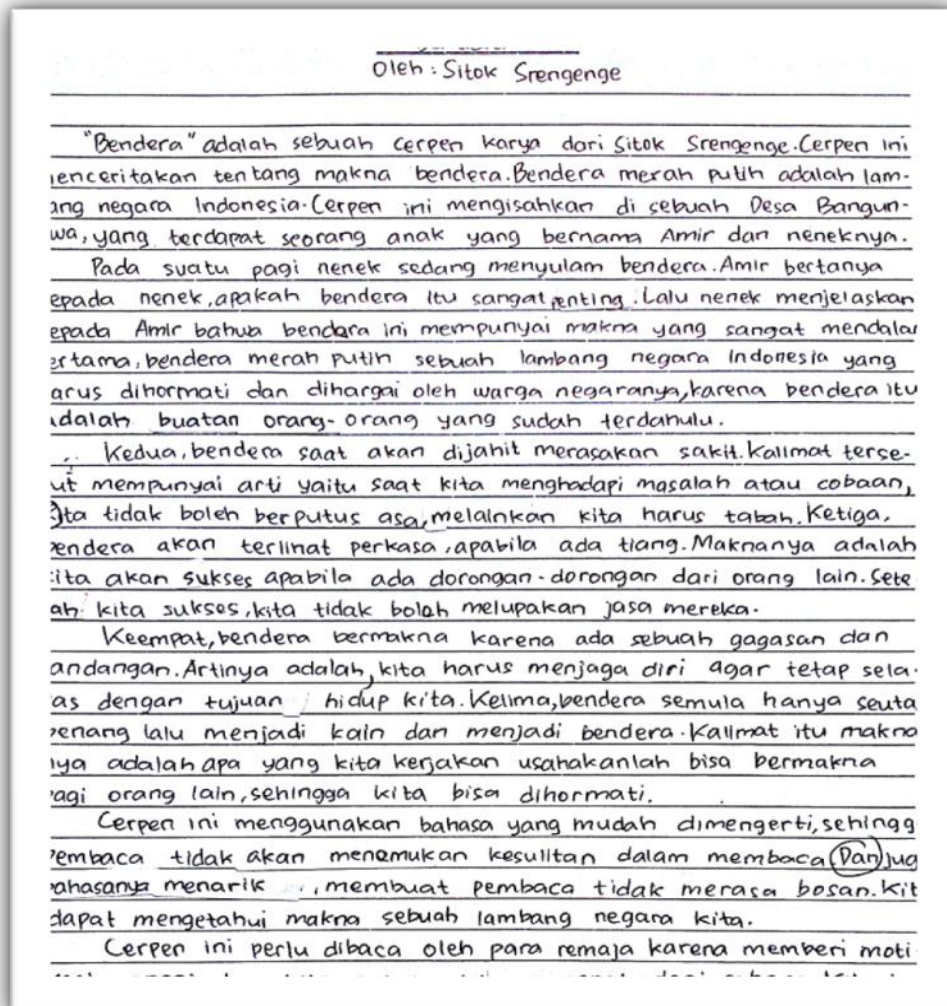 Oleh : Sitok Srengenge
"Bendera" adalah sebuah cerpen karya dari Sitok Srengenge. Cerpen ini
enceritakan tentang makna bendera. Bendera merah putih adalah lam-
ang negara Indonesia. Cerpen ini mengisahkan di sebuah Desa Bangun-
wa, yang terdapat seorang anak yang bernama Amir dan neneknya.
Pada suatu pagi nenek sedang menyulam bendera. Amir bertanya
epada nenek, apakah bendera itu sangat penting. Lalu nenek menjelaskan
epada Amir bahwa bendera ini mempunyai makna yang sangat mendala
ertama, bendera merah putih sebuah lambang negara Indonesia yang
arus dihormati dan dihargai oleh warga negaranya, karena bendera itu
adalah buatan orang-orang yang sudah terdahulu.
Kedua, bendera saat akan dijahit merasakan sakit. Kalimat terse-
ut mempunyai arti yaitu saat kita menghadapi masalah atau cobaan,
ita tidak boleh berputus asa, melainkan kita harus tabah. Ketiga,
bendera akan terlihat perkasa, apabila ada tiang. Maknanya adalah
kita akan sukses apabila ada dorongan-dorongan dari orang lain. Sete
ah kita sukses, kita tidak boleh melupakan jasa mereka.
Keempat, bendera bermakna karena ada sebuah gagasan dan
andangan. Artinya adalah, kita harus menjaga diri agar tetap sela-
as dengan tujuan hidup kita. Kelima, bendera semula hanya seuta
benang lalu menjadi kain dan menjadi bendera. Kalimat itu makna
nya adalah apa yang kita kerjakan usahakanlah bisa bermakna
bagi orang lain, sehingga kita bisa dihormati.
Cerpen ini menggunakan bahasa yang mudah dimengerti, sehingg
Pembaca tidak akan menemukan kesulitan dalam membaca Dan jug
bahasanya menarik , membuat pembaca tidak merasa bosan. Kit
dapat mengetahui makna sebuah lambang negara kita.
Cerpen ini perlu dibaca oleh para remaja karena memberi moti